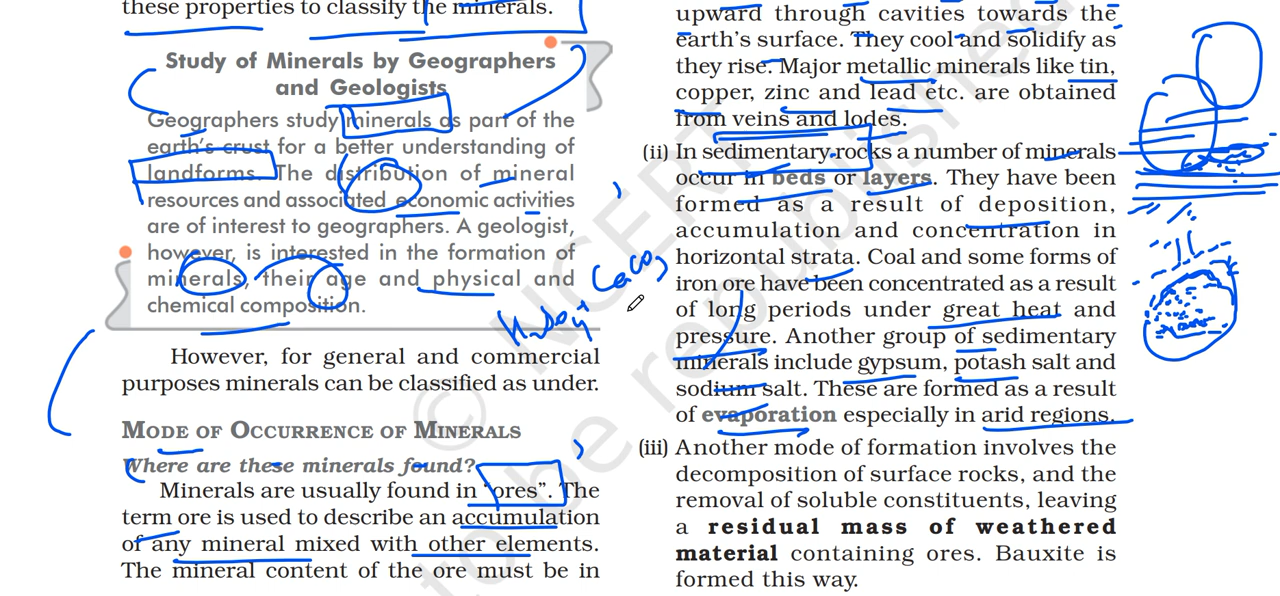 these properties to classify the minerals.
Study of Minerals by Geographers
and Geologists
Geographers study minerals as part of the
earth's crust for a better understanding of
landforms. The distribution of mineral
resources and associated economic activities
are of interest to geographers. A geologist,
however, is interested in the formation of
minerals, their age and physical and
chemical composition.
However, for general and commercial
purposes minerals can be classified as under.
MODE OF OCCURRENCE OF MINERALS
Where are these minerals found?
Minerals are usually found in "ores". The
term ore is used to describe an accumulation
of any mineral mixed with other elements.
The mineral content of the ore must be in
upward through cavities towards the
earth's surface. They cool and solidify as
they rise. Major metallic minerals like tin,
copper, zinc and lead etc. are obtained
from veins and lodes.
(ii) In sedimentary rocks a number of minerals
occur in beds or layers. They have been
formed as a result of deposition,
accumulation and concentration in
horizontal strata. Coal and some forms of
iron ore have been concentrated as a result
of long periods under great heat and
pressure. Another group of sedimentary
minerals include gypsum, potash salt and
sodium salt. These are formed as a result
of evaporation especially in arid regions.
(iii) Another mode of formation involves the
decomposition of surface rocks, and the
removal of soluble constituents, leaving
a residual mass of weathered
material containing ores. Bauxite is
formed this way.
© NCERT
to be republished